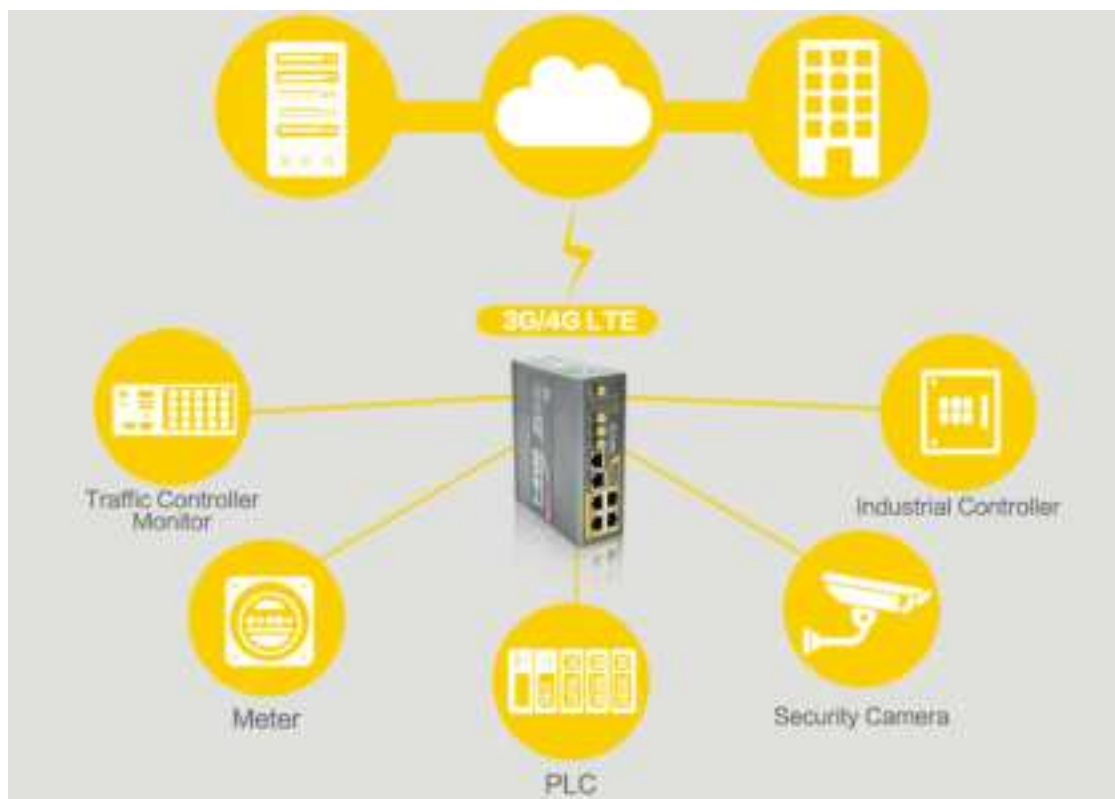 3G/4G LTE
Traffic Controller
Monitor
Industrial Controller
Meter
Security Camera
PLC